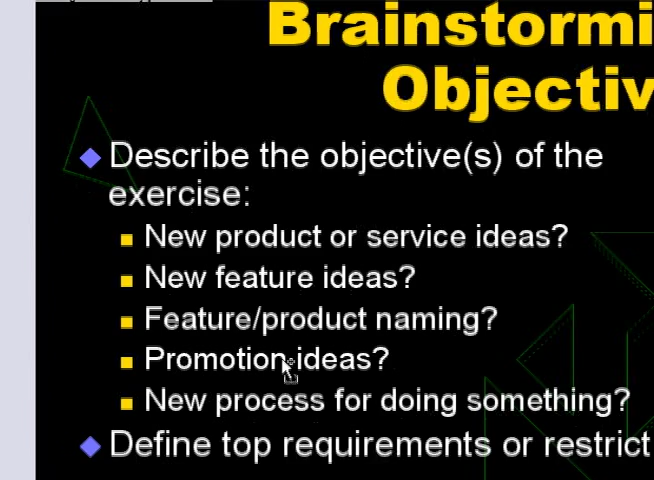 Brainstormi
Objectiv
Describe the objective(s) of the
exercise:
New product or service ideas?
New feature ideas?
Feature/product naming?
Promotion ideas?
New process for doing something?
Define top requirements or restrict